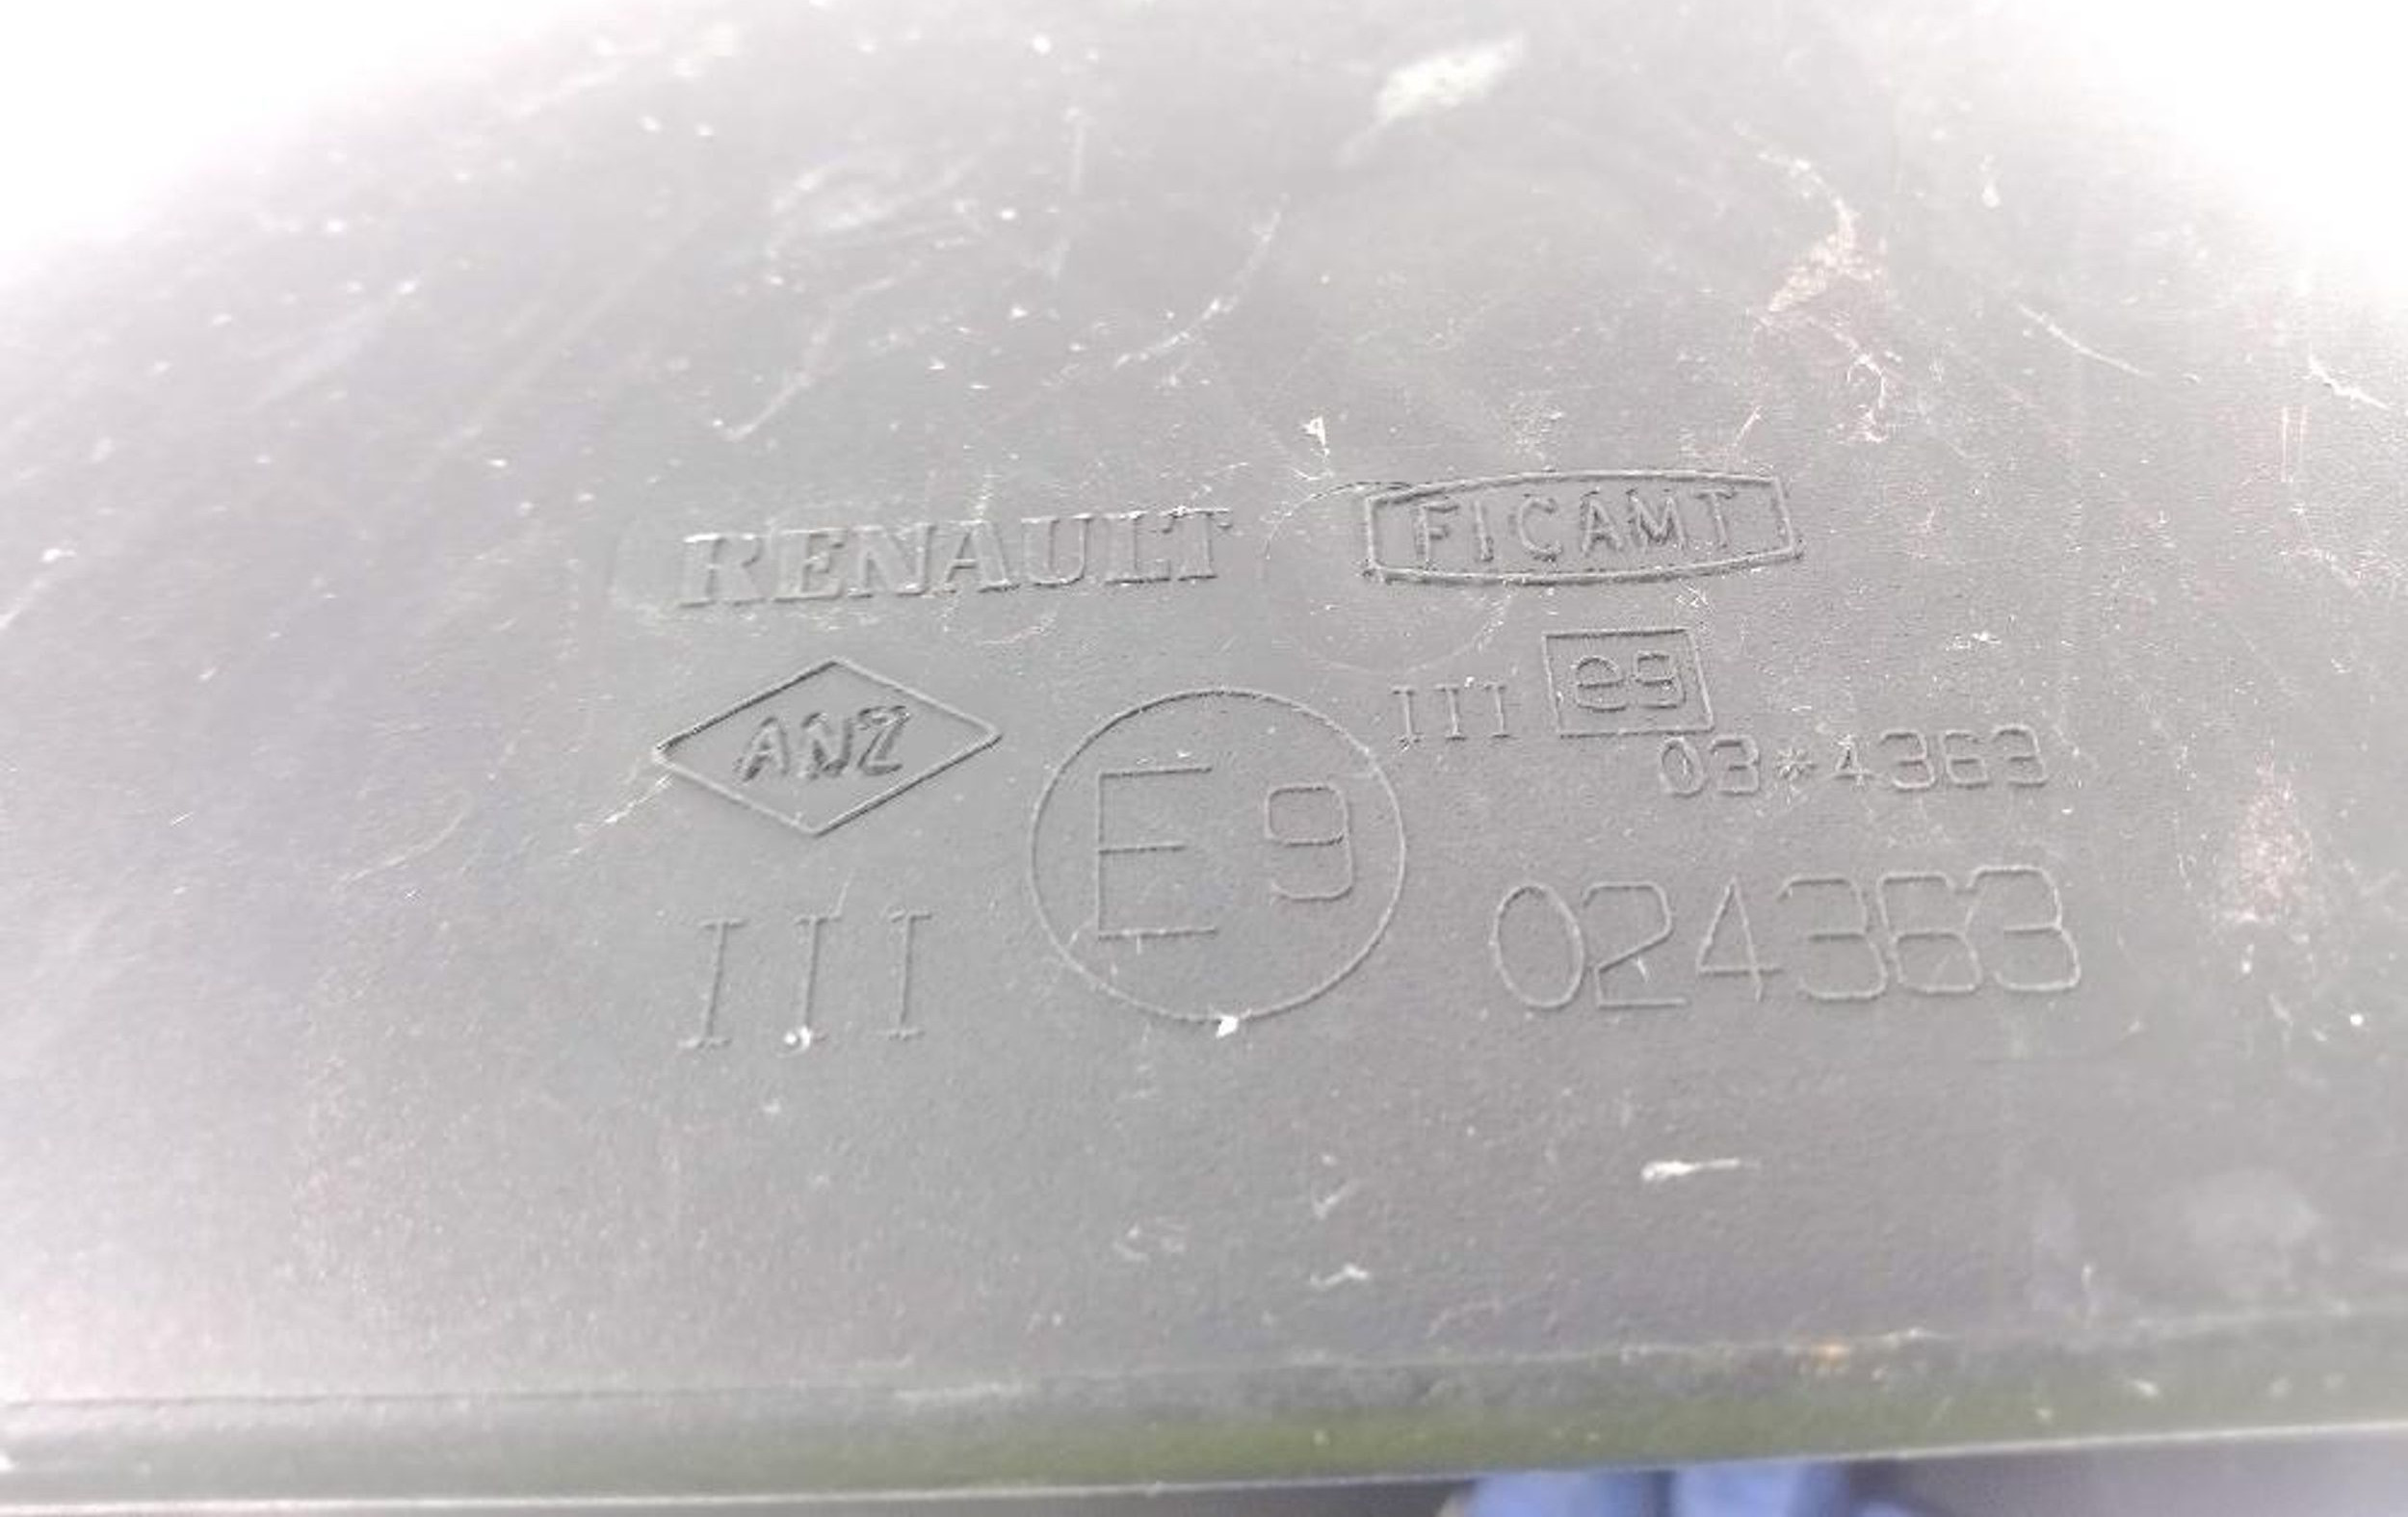 RENAULT FICAMT
ANZ
III e9
03*4363
III E9 024363